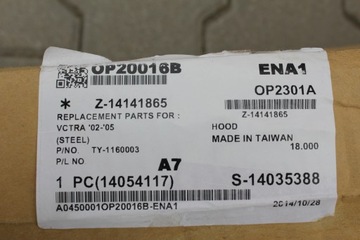 OP20016B ENA1
OP2301A
* Z-14141865 Z-14141865
REPLACEMENT PARTS FOR :
VCTRA '02-'05 HOOD
(STEEL) MADE IN TAIWAN
P/NO. TY-1160003 18.000
P/L NO. A7
1 PC(14054117) S-14035388
A0450001OP20016B-ENA1 2014/10/28